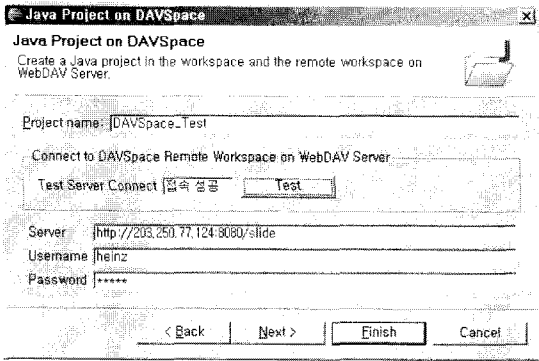 Java Project on DAVSpace
Java Project on DAVSpace
Create a Java project in the workspace and the remote workspace on
WebDAV Server.
Project name: DAVSpace_Test
Connect to DAVSpace Remote Workspace on WebDAV Server
Test Server Connect 접속 성공 Test
Server http://203.250.77.124:8080/slide
Username heinz
Password *****
< Back Next > Finish Cancel